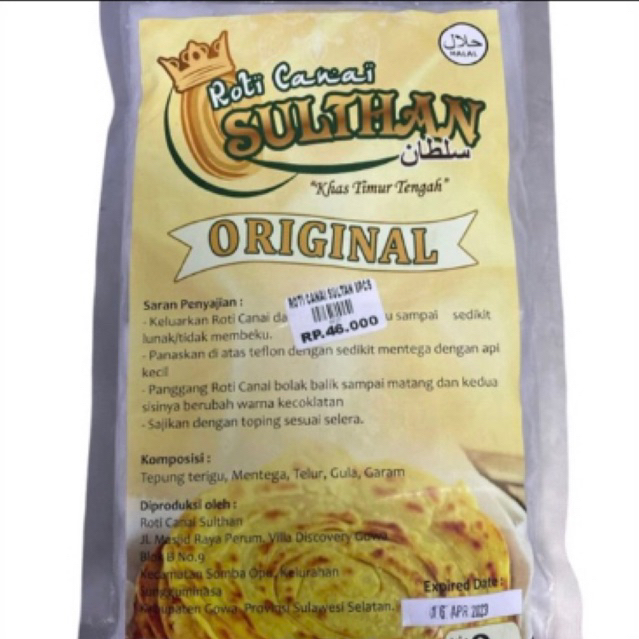 حلال
HALAL
Roti Canai
SULTHAN
سلطان
"Khas Timur Tengah"
ORIGINAL
Saran Penyajian :
- Keluarkan Roti Canai da
u sampai sedikit
lunak/tidak membeku.
ROTI CANAI SULTAN 5PCS
RP.46.000
- Panaskan di atas teflon dengan sedikit mentega dengan api
kecil
- Panggang Roti Canai bolak balik sampai matang dan kedua
sisinya berubah warna kecoklatan
- Sajikan dengan toping sesuai selera.
Komposisi :
Tepung terigu, Mentega, Telur, Gula, Garam
Diproduksi oleh :
Roti Canai Sulthan
Jl. Masjid Raya Perum. Villa Discovery Gowa
Blok B No.9
Kecamatan Somba Opu, Kelurahan
Sungguminasa
Kabupaten Gowa. Provinsi Sulawesi Selatan.
Expired Date :
16 APR 2023